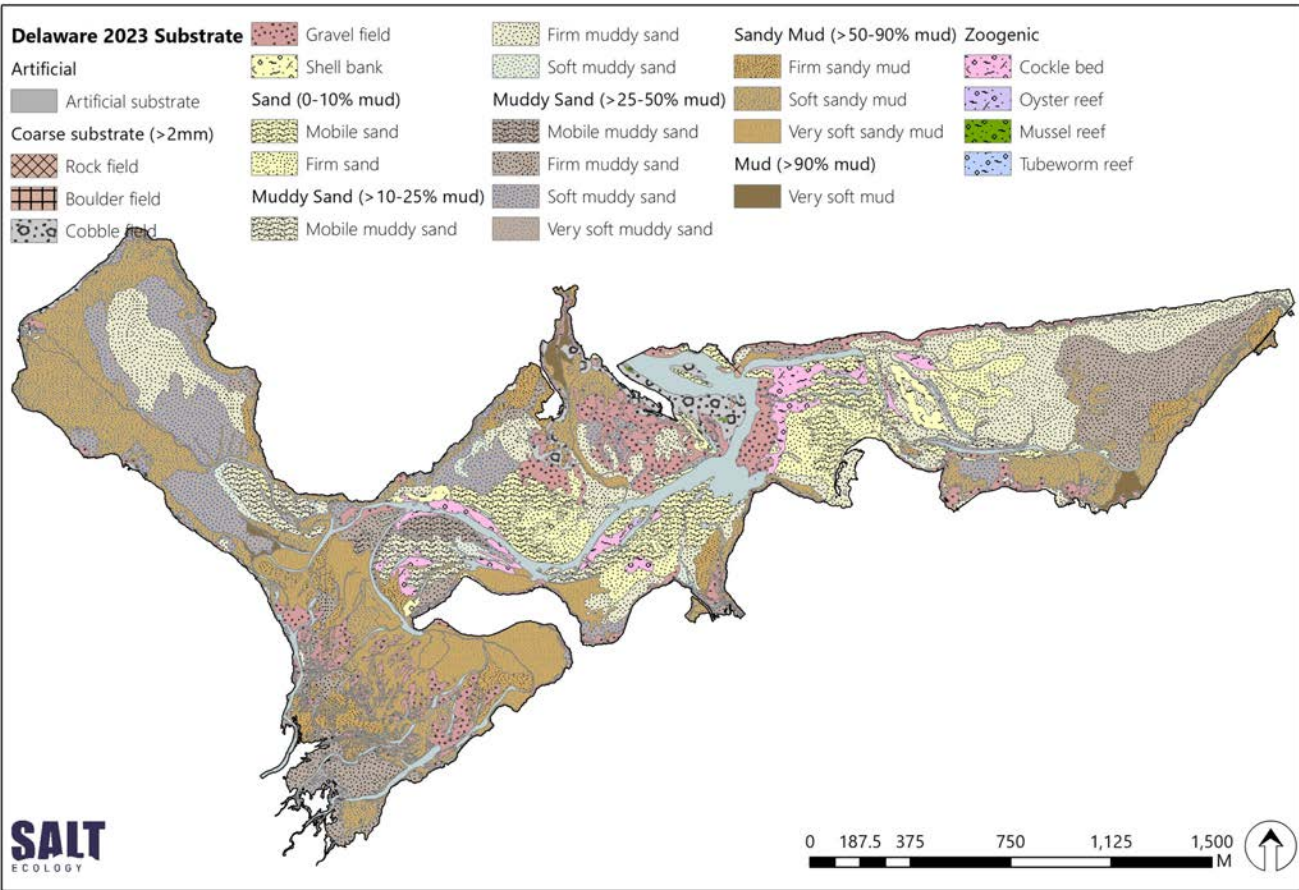 Delaware 2023 Substrate
Artificial
Artificial substrate
Coarse substrate (>2mm)
Rock field
Boulder field
Cobble field
Gravel field
Shell bank
Sand (0-10% mud)
Mobile sand
Firm sand
Muddy Sand (>10-25% mud)
Mobile muddy sand
Firm muddy sand
Soft muddy sand
Muddy Sand (>25-50% mud)
Mobile muddy sand
Firm muddy sand
Soft muddy sand
Very soft muddy sand
Sandy Mud (>50-90% mud)
Firm sandy mud
Soft sandy mud
Very soft sandy mud
Mud (>90% mud)
Very soft mud
Zoogenic
Cockle bed
Oyster reef
Mussel reef
Tubeworm reef
SALT
ECOLOGY
0 187.5 375 750 1,125 1,500
M